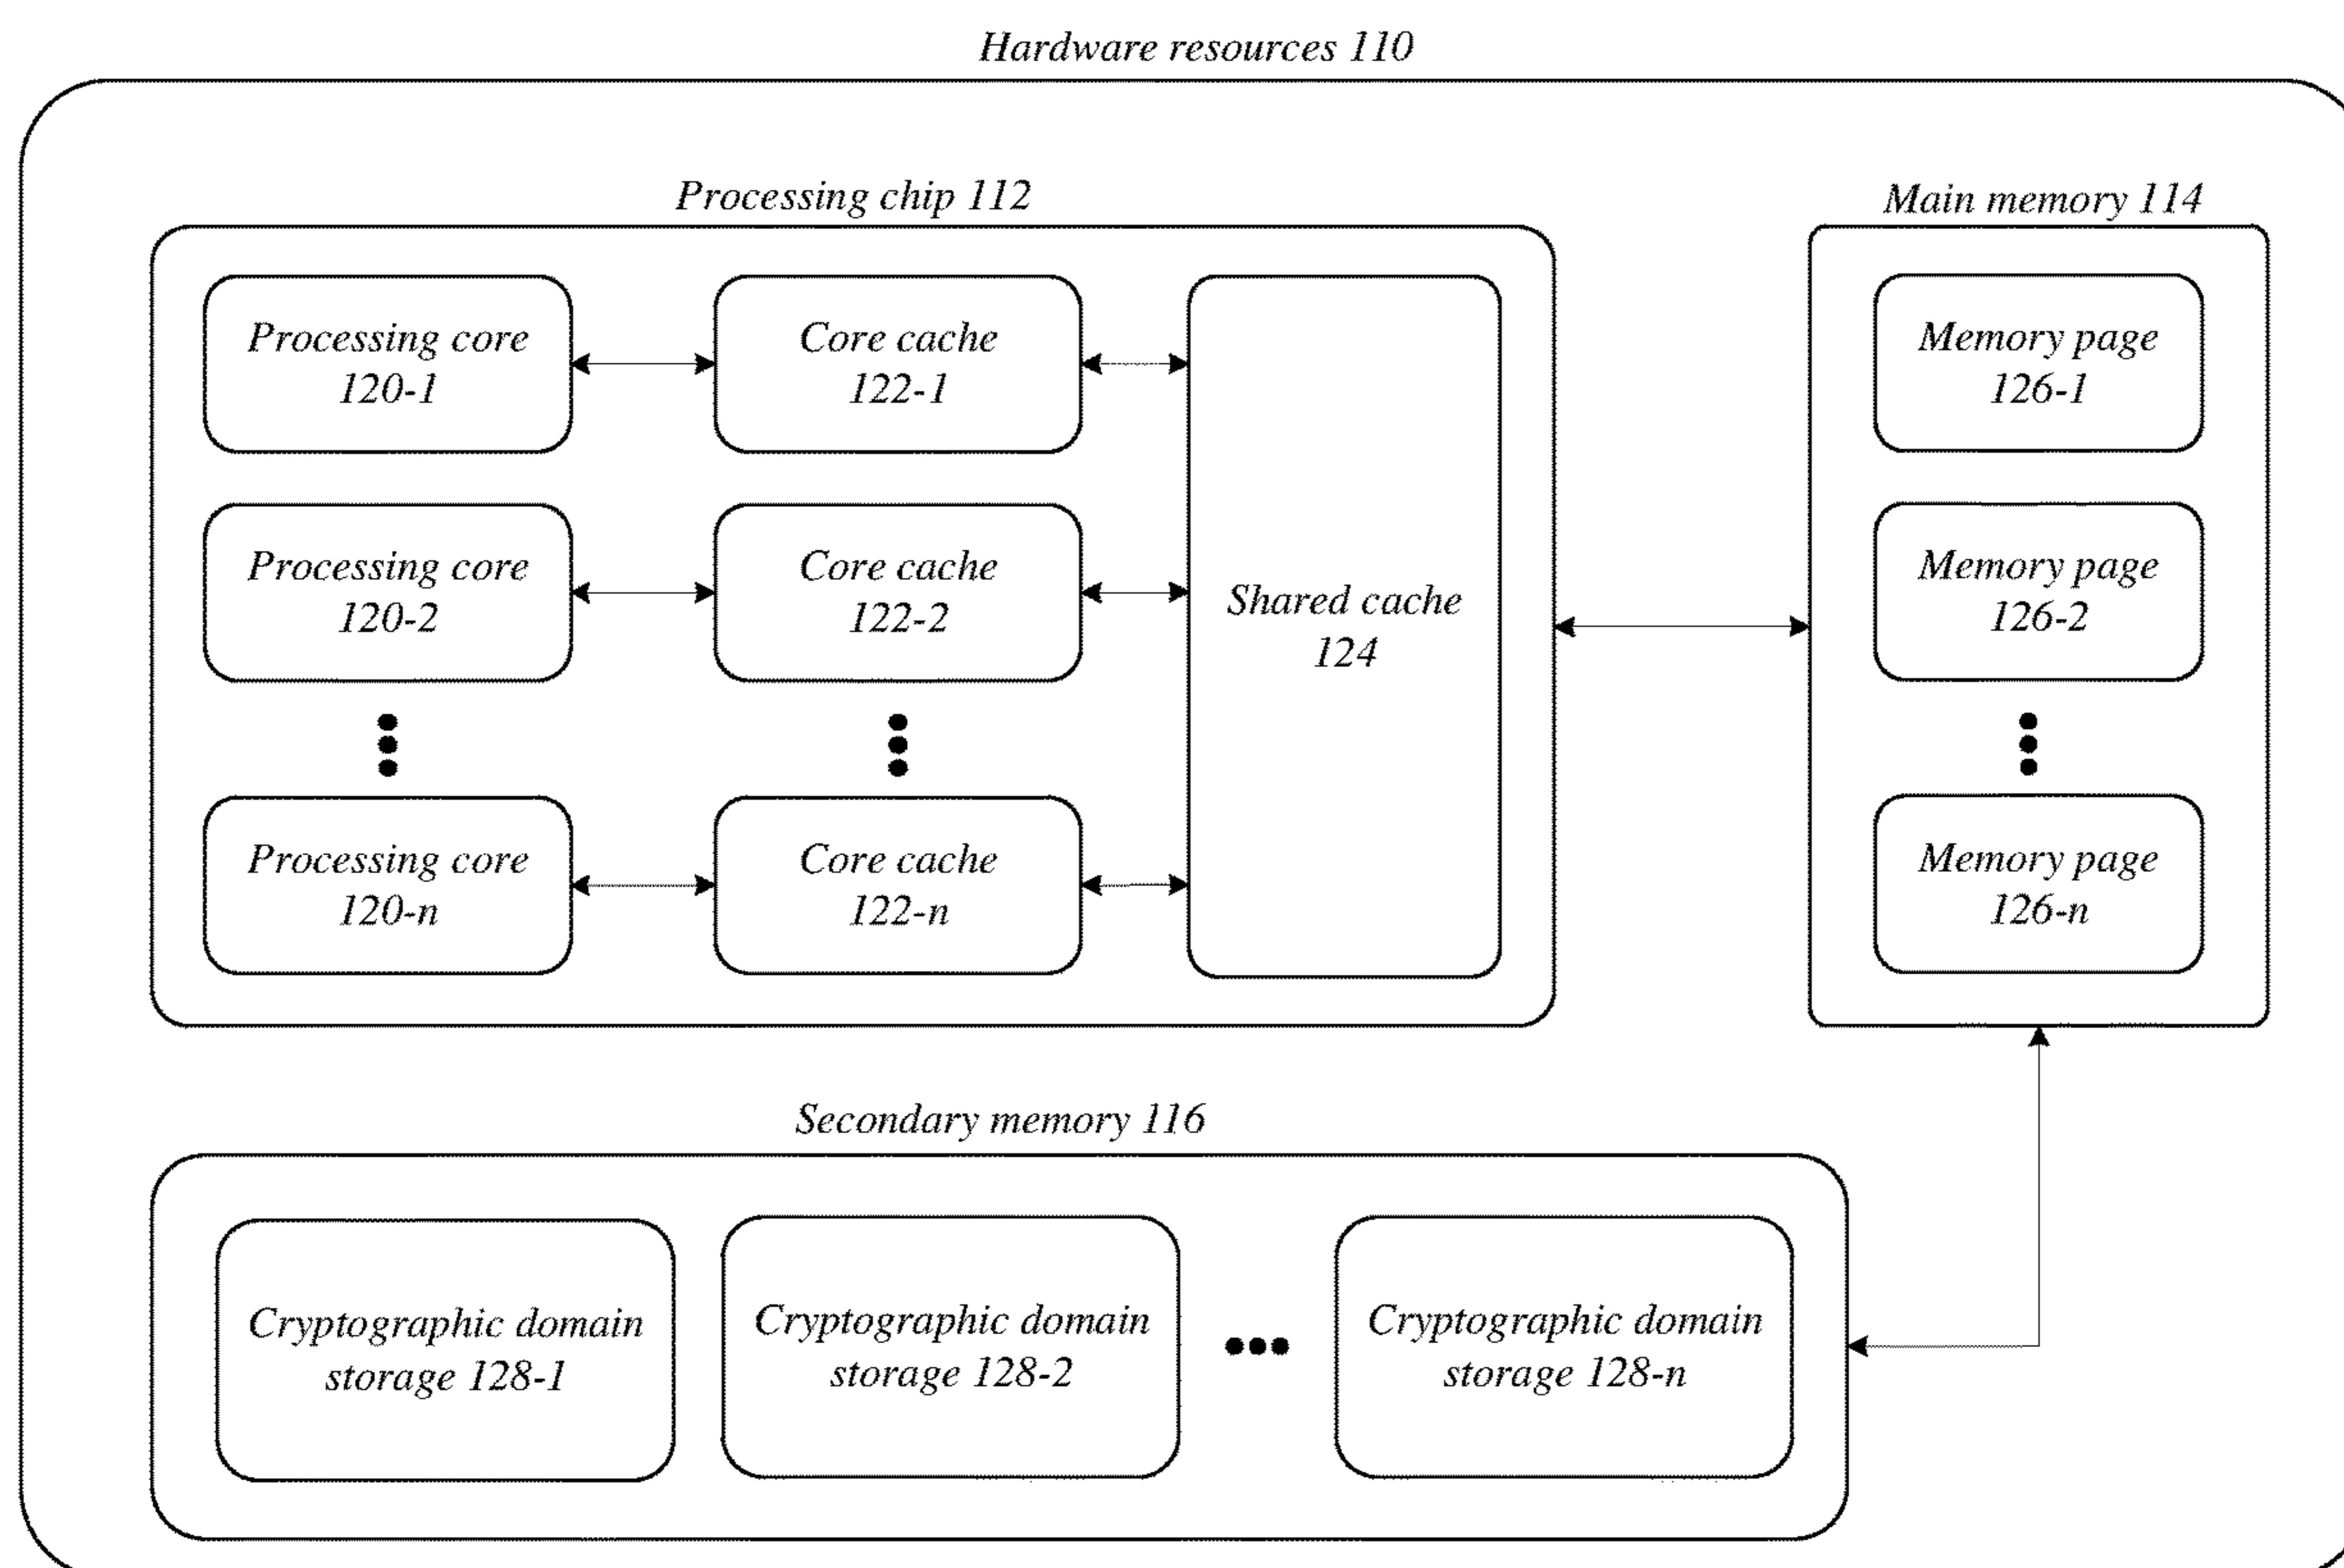 Hardware resources 110
Processing chip 112
Main memory 114
Processing core
120-1
Core cache
122-1
Memory page
126-1
Processing core
120-2
Core cache
122-2
Shared cache
124
Memory page
126-2
Processing core
120-n
Core cache
122-n
Memory page
126-n
Secondary memory 116
Cryptographic domain
storage 128-1
Cryptographic domain
storage 128-2
Cryptographic domain
storage 128-n